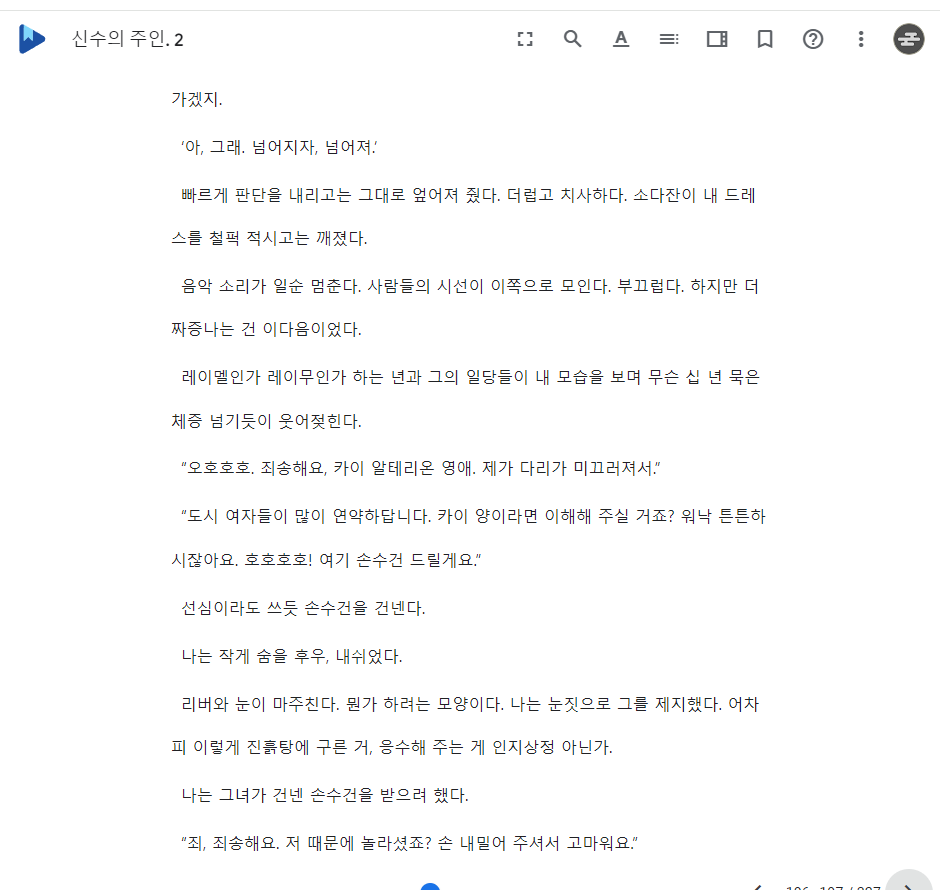 신수의 주인. 2
가겠지.
‘아, 그래. 넘어지자, 넘어져.’
빠르게 판단을 내리고는 그대로 엎어져 줬다. 더럽고 치사하다. 소다잔이 내 드레
스를 철퍽 적시고는 깨졌다.
음악 소리가 일순 멈춘다. 사람들의 시선이 이쪽으로 모인다. 부끄럽다. 하지만 더
짜증나는 건 이다음이었다.
레이멜인가 레이무인가 하는 년과 그의 일당들이 내 모습을 보며 무슨 십 년 묵은
체증 넘기듯이 웃어젖힌다.
“오호호호. 죄송해요, 카이 알테리온 영애. 제가 다리가 미끄러져서.”
“도시 여자들이 많이 연약하답니다. 카이 양이라면 이해해 주실 거죠? 워낙 튼튼하
시잖아요. 호호호호! 여기 손수건 드릴게요.”
선심이라도 쓰듯 손수건을 건넨다.
나는 작게 숨을 후우, 내쉬었다.
리버와 눈이 마주친다. 뭔가 하려는 모양이다. 나는 눈짓으로 그를 제지했다. 어차
피 이렇게 진흙탕에 구른 거, 응수해 주는 게 인지상정 아닌가.
나는 그녀가 건넨 손수건을 받으려 했다.
“죄, 죄송해요. 저 때문에 놀라셨죠? 손 내밀어 주셔서 고마워요.”